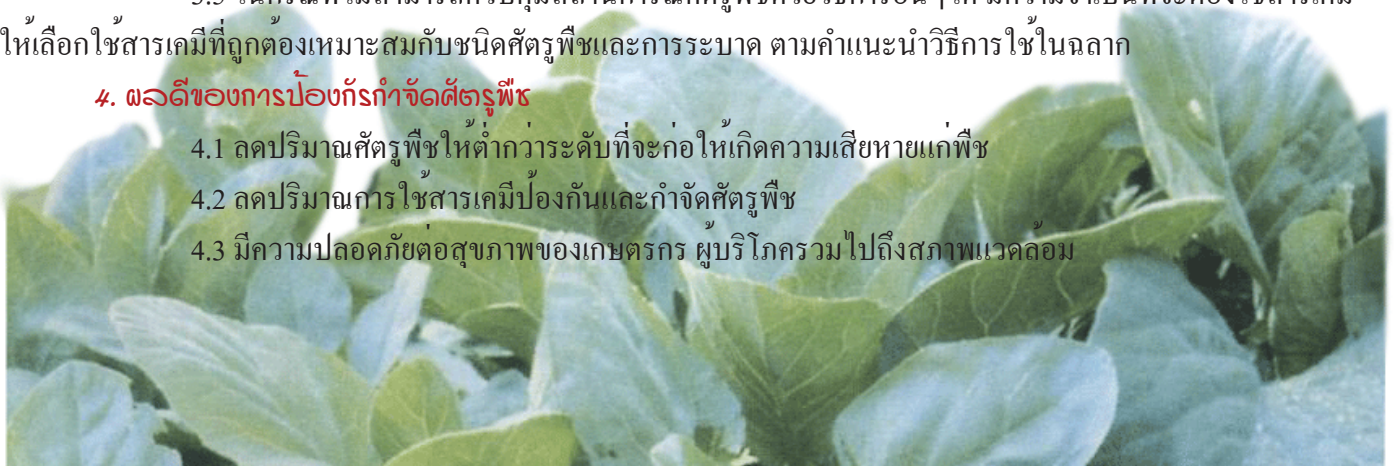 ให้เลือกใช้สารเคมีที่ถูกต้องเหมาะสมกับชนิดศัตรูพืชและการระบาด ตามคำแนะนำวิธีการใช้ในฉลาก
4. ผลดีของการป้องกัรกำจัดศัตรูพืช
4.1 ลดปริมาณศัตรูพืชให้ต่ำกว่าระดับที่จะก่อให้เกิดความเสียหายแก่พืช
4.2 ลดปริมาณการใช้สารเคมีป้องกันและกำจัดศัตรูพืช
4.3 มีความปลอดภัยต่อสุขภาพของเกษตรกร ผู้บริโภครวมไปถึงสภาพแวดล้อม